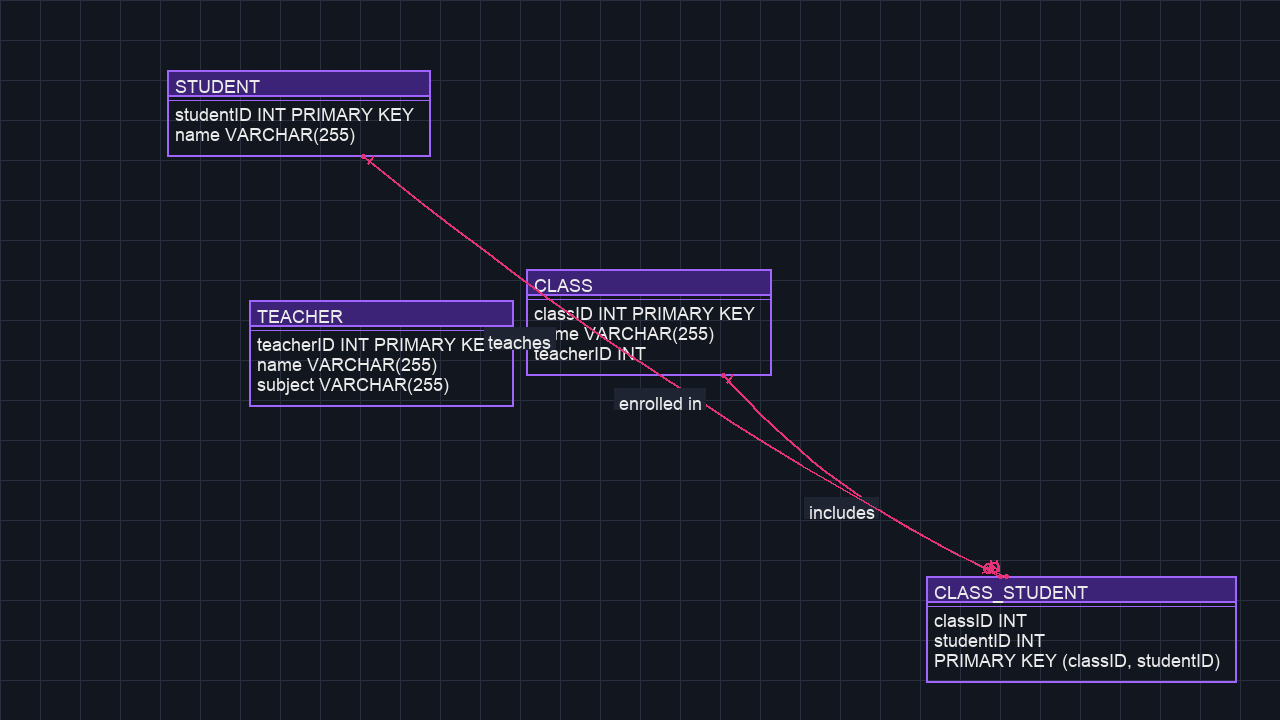 STUDENT
studentID INT PRIMARY KEY
name VARCHAR(255)
CLASS
classID INT PRIMARY KEY
me VARCHAR(255)
teacherID INT
TEACHER
teacherID INT PRIMARY KE
name VARCHAR(255)
subject VARCHAR(255)
teaches
enrolled in
includes
CLASS_STUDENT
classID INT
studentID INT
PRIMARY KEY (classID, studentID)